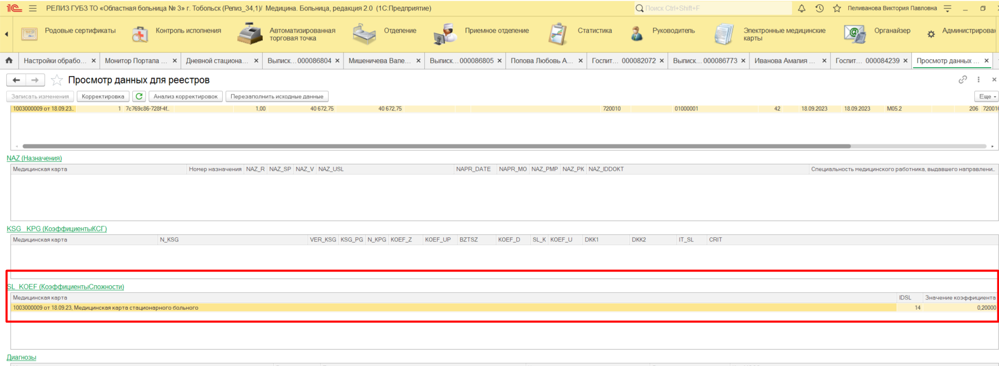 РЕЛИЗ ГУБЗ ТО «Областная больница № 3» г. Тобольск (Релиз_34,1)/ Медицина. Больница, редакция 2.0 (1С:Предприятие)
Поиск Ctrl+Shift+F
Пеливанова Виктория Павловна
Родовые сертификаты
Контроль исполнения
Автоматизированная торговая точка
Отделение
Приемное отделение
Статистика
Руководитель
Электронные медицинские карты
Органайзер
Администрирован
Настройки обрабо... × Монитор Портала ... × Дневной стациона... × Выписк... 000086804 × Мишеничева Вале... × Выписк... 000086805 × Попова Любовь А... × Госпит... 000082072 × Выписк... 000086773 × Иванова Амалия ... × Госпит... 000084239 × Просмотр данных ... ×
Просмотр данных для реестров
Записать изменения Корректировка Анализ корректировок Перезаполнить исходные данные Еще
1003000009 от 18.09.23... 1 7c769c86-728f-4f... 1,00 40 672,75 40 672,75 720010 01000001 42 18.09.2023 18.09.2023 M05.2 206 72001
NAZ (Назначения)
Медицинская карта Номер назначения NAZ_R NAZ_SP NAZ_V NAZ_USL NAPR_DATE NAPR_MO NAZ_PMP NAZ_PK NAZ_IDDOKT Специальность медицинского работника, выдавшего направлени...
KSG_KPG (КоэффициентыКСГ)
Медицинская карта N_KSG VER_KSG KSG_PG N_KPG KOEF_Z KOEF_UP BZTSZ KOEF_D SL_K KOEF_U DKK1 DKK2 IT_SL CRIT
SL_KOEF (КоэффициентыСложности)
Медицинская карта IDSL Значение коэффициента
1003000009 от 18.09.23, Медицинская карта стационарного больного 14 0,20000
Диагнозы